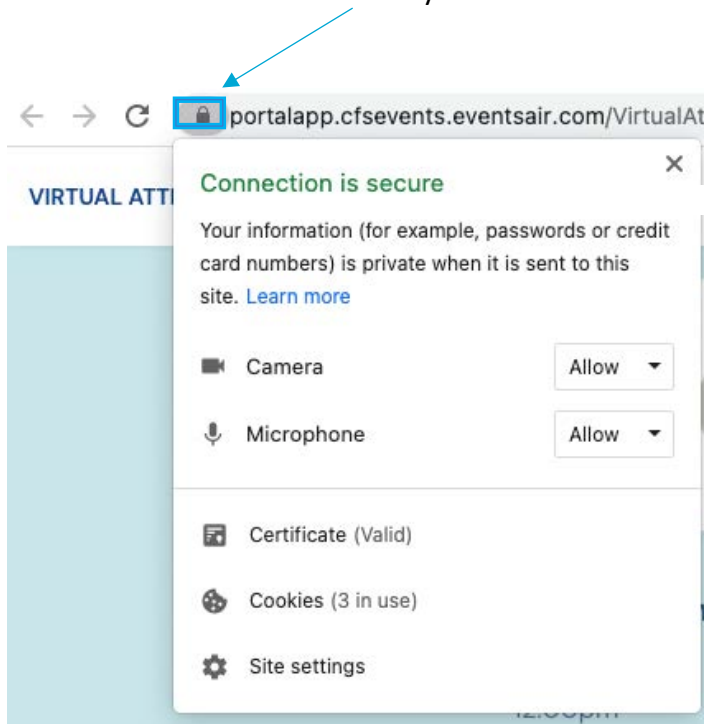 portalapp.cfsevents.eventsair.com/VirtualAt
VIRTUAL ATT
Connection is secure
Your information (for example, passwords or credit
card numbers) is private when it is sent to this
site. Learn more
Camera Allow
Microphone Allow
Certificate (Valid)
Cookies (3 in use)
Site settings